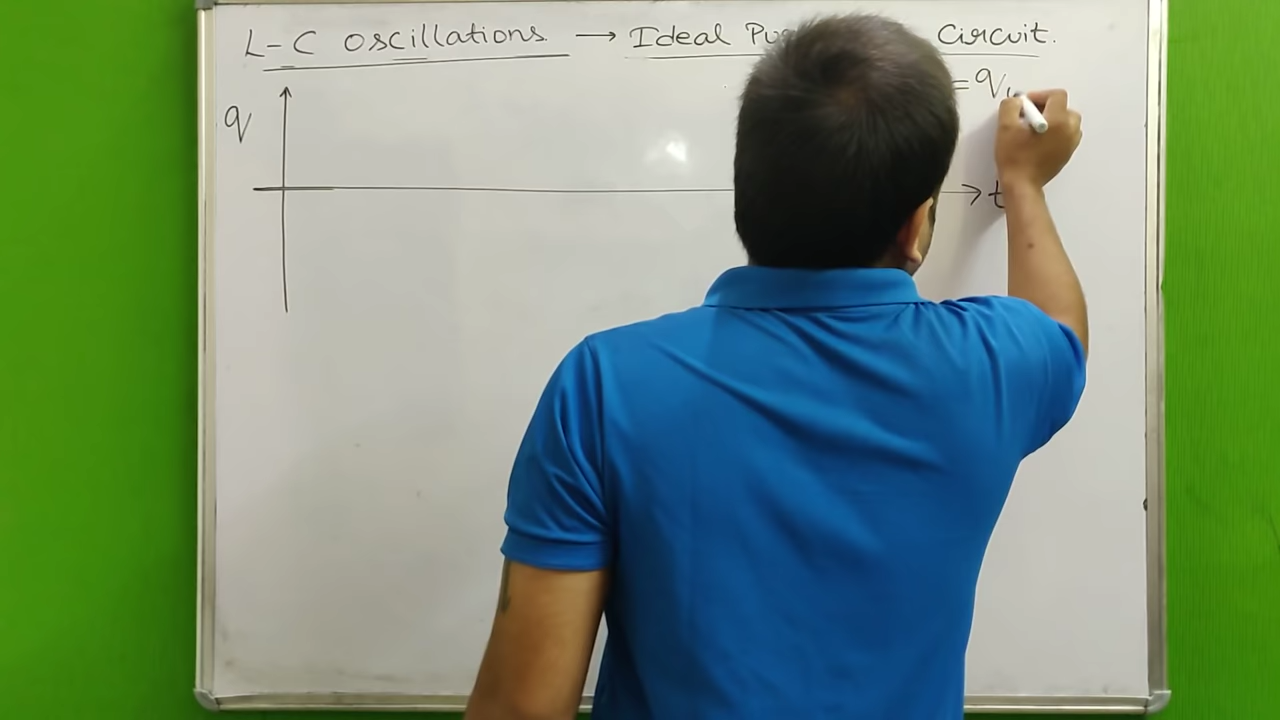 L-C Oscillations → Ideal Circuit.
= q
q
t